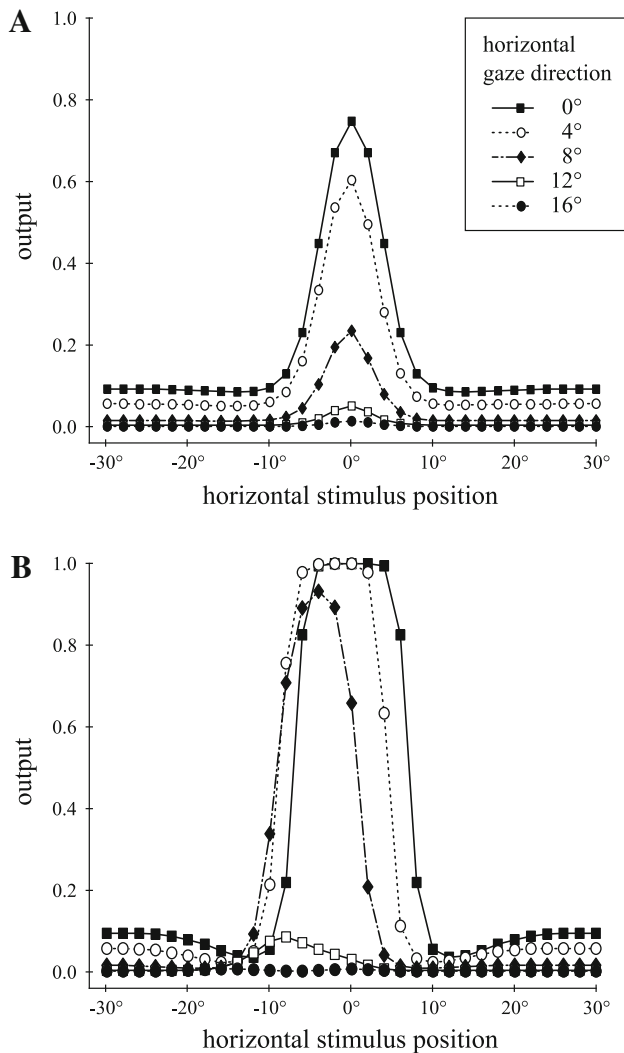 A
1.0
0.8
0.6
0.4
0.2
0.0
output
-30° -20° -10° 0° 10° 20° 30°
horizontal stimulus position
horizontal
gaze direction
0°
4°
8°
12°
16°
B
1.0
0.8
0.6
0.4
0.2
0.0
output
-30° -20° -10° 0° 10° 20° 30°
horizontal stimulus position